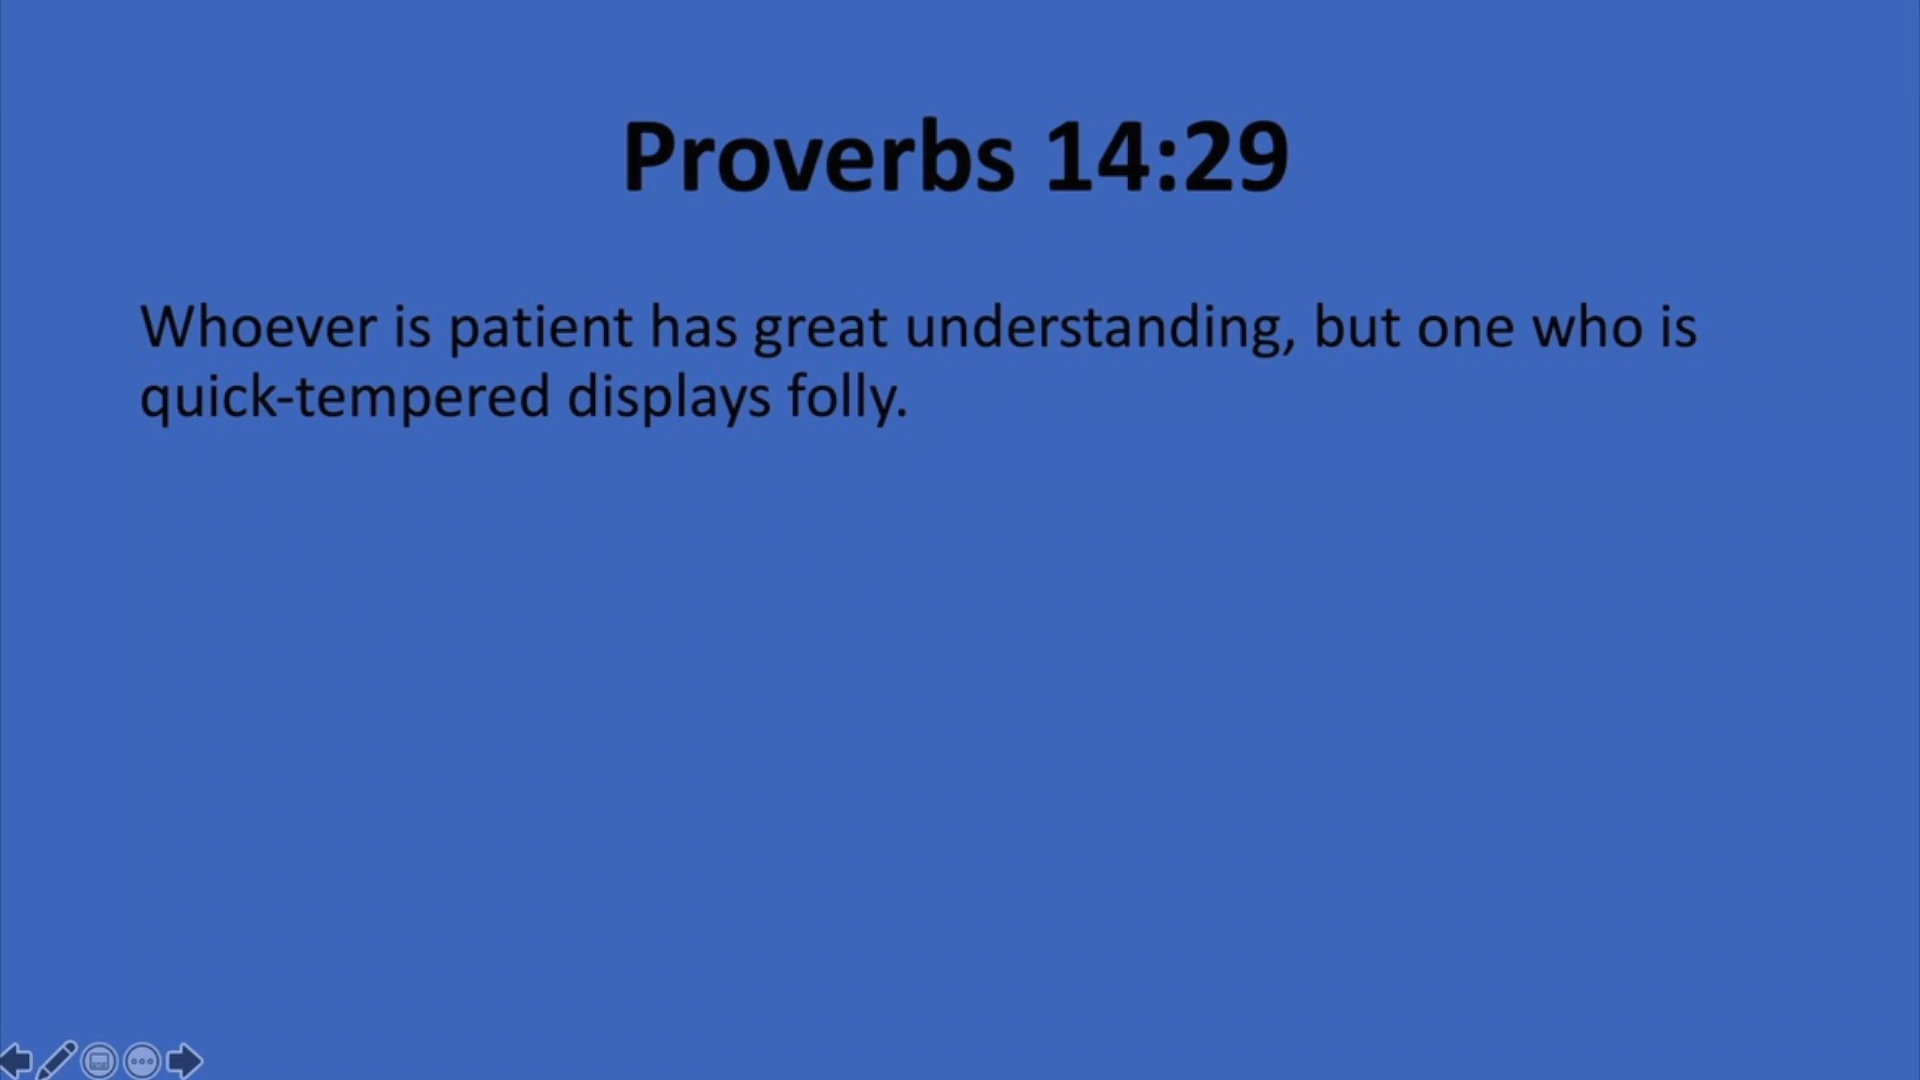 Proverbs 14:29
Whoever is patient has great understanding, but one who is
quick-tempered displays folly.